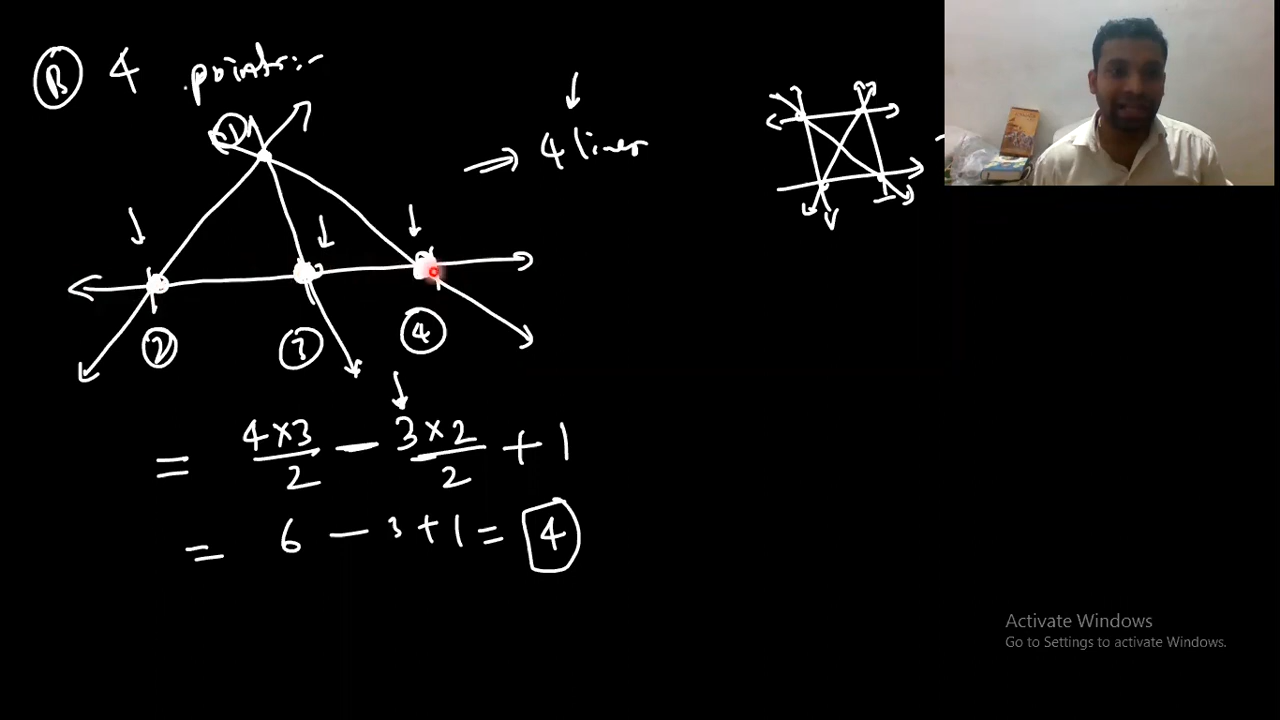 B 4 points:-
1
⇒ 4 lines
2 3 4
= 4×3/2 - 3×2/2 + 1
= 6 - 3 + 1 = 4
Activate Windows
Go to Settings to activate Windows.